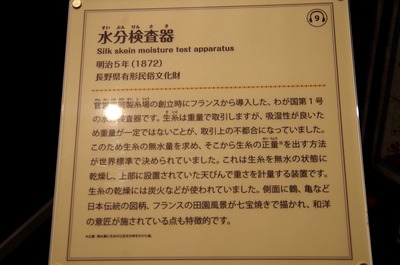 9
すい ぶん けん さ き
水分検査器
Silk skein moisture test apparatus
明治5年(1872)
長野県有形民俗文化財
製糸場の創立時にフランスから導入した、わが国第1号
の水分検査器です。生糸は重量で取引しますが、吸湿性が良いた
め重量が一定ではないことが、取引上の不都合になっていました。
このため生糸の無水量を求め、そこから生糸の正量*を出す方法
が世界標準で決められていました。これは生糸を無水の状態に
乾燥し、上部に設置されていた天びんで重さを計量する装置です。
生糸の乾燥には炭火などが使われていました。側面に鶴、亀など
日本伝統の図柄、フランスの田園風景が七宝焼きで描かれ、和洋
の意匠が施されている点も特徴的です。